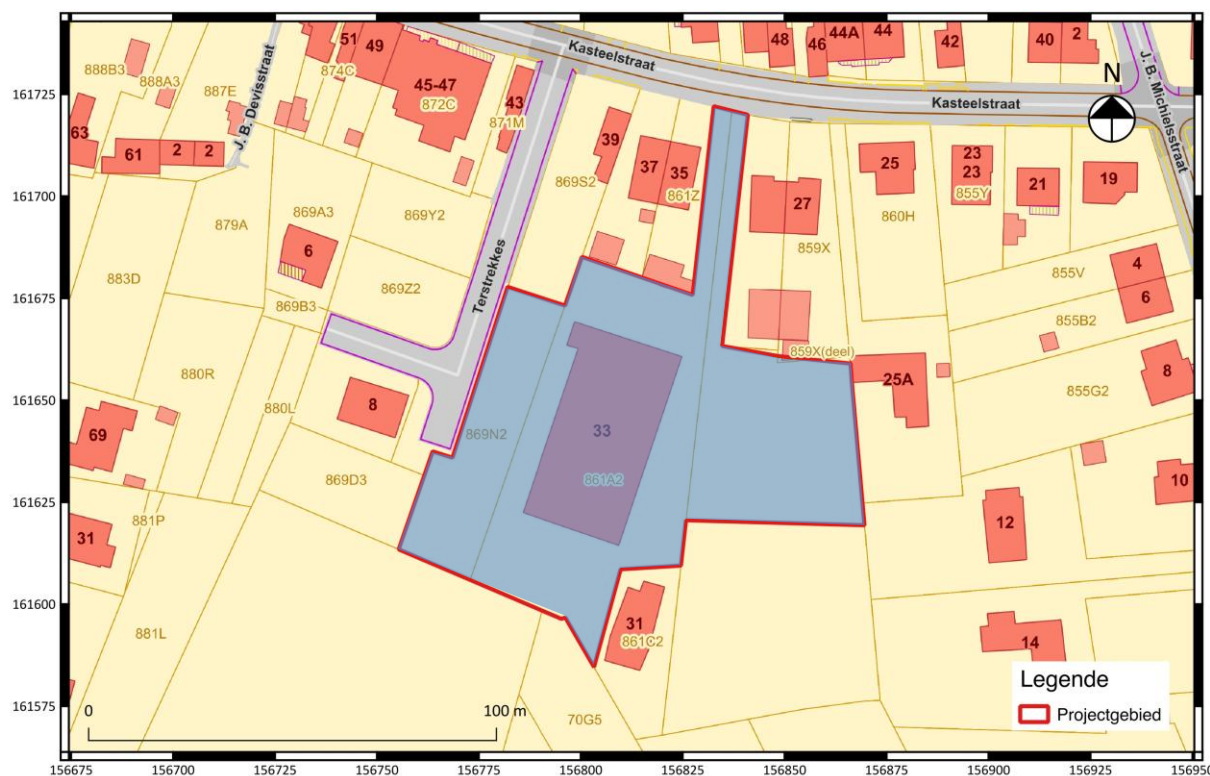 51
49
874C
45-47
872C
43
871M
Kasteelstraat
48
46
44A
44
42
40
2
N
Kasteelstraat
J. B. Michielsstraat
888B3
888A3
887E
J. B. Devisstraat
161725
63
61
2
2
39
37
35
861Z
869S2
25
23
23
855Y
21
19
161700
879A
869A3
869Y2
27
859X
860H
6
883D
869B3
869Z2
Terstrekkes
855V
4
6
161675
855B2
859X(deel)
880R
25A
8
855G2
161650
880L
8
69
869N2
33
861A2
869D3
10
161625
881P
31
12
161600
881L
31
861C2
14
Legende
Projectgebied
161575
0
100 m
70G5
156675
156700
156725
156750
156775
156800
156825
156850
156875
156900
156925
156950